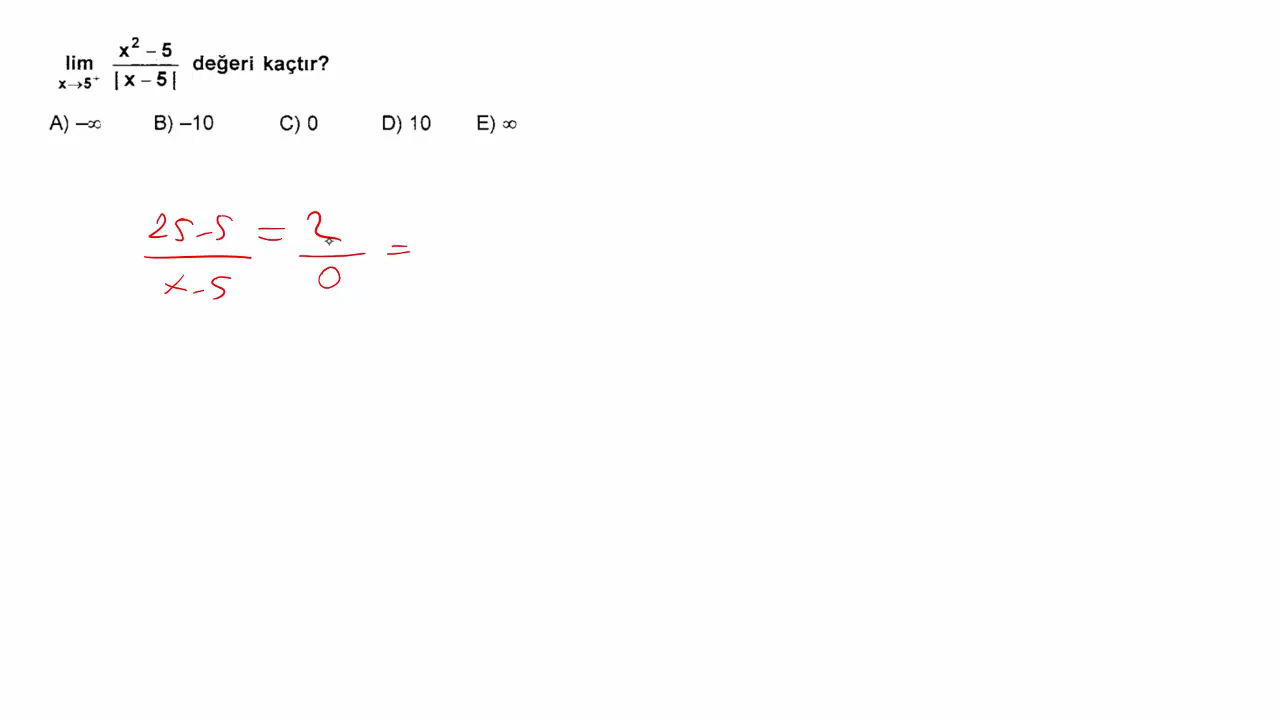 lim x→5⁺ x² – 5 / |x – 5| değeri kaçtır?
A) –∞ B) –10 C) 0 D) 10 E) ∞
25-5 / x-5 = 2 / 0 =